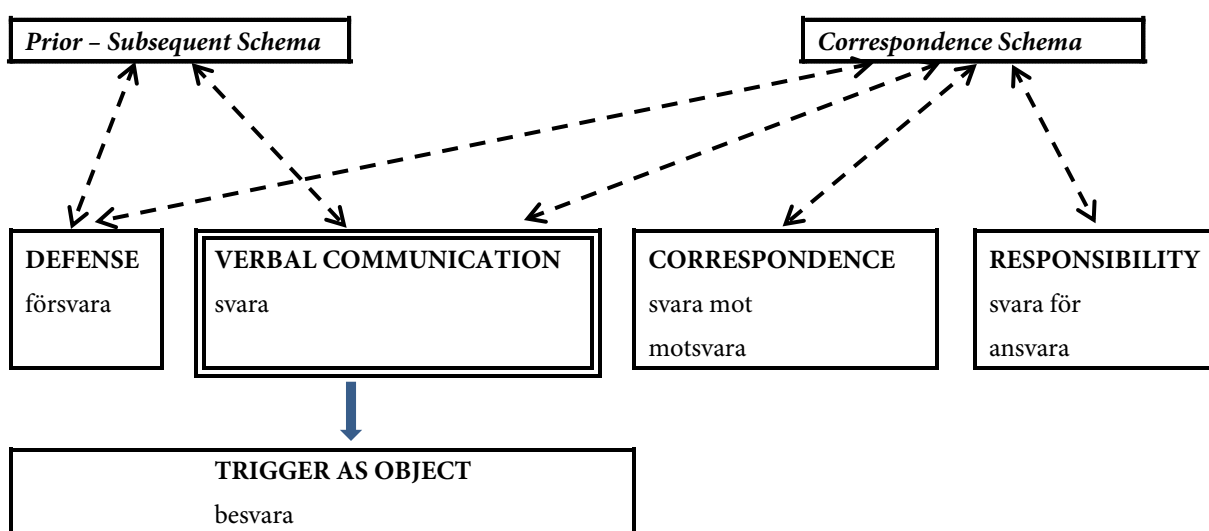 Prior – Subsequent Schema
Correspondence Schema
DEFENSE
försvara
VERBAL COMMUNICATION
svara
CORRESPONDENCE
svara mot
motsvara
RESPONSIBILITY
svara för
ansvara
TRIGGER AS OBJECT
besvara